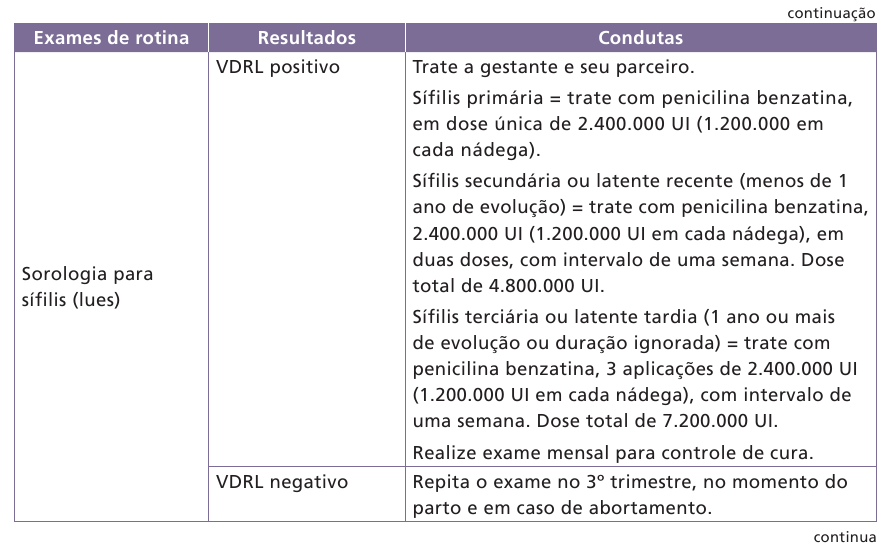 continuação
Exames de rotina Resultados Condutas
Sorologia para
sífilis (lues)
VDRL positivo
Trate a gestante e seu parceiro.
Sífilis primária = trate com penicilina benzatina,
em dose única de 2.400.000 UI (1.200.000 em
cada nádega).
Sífilis secundária ou latente recente (menos de 1
ano de evolução) = trate com penicilina benzatina,
2.400.000 UI (1.200.000 UI em cada nádega), em
duas doses, com intervalo de uma semana. Dose
total de 4.800.000 UI.
Sífilis terciária ou latente tardia (1 ano ou mais
de evolução ou duração ignorada) = trate com
penicilina benzatina, 3 aplicações de 2.400.000 UI
(1.200.000 UI em cada nádega), com intervalo de
uma semana. Dose total de 7.200.000 UI.
Realize exame mensal para controle de cura.
VDRL negativo
Repita o exame no 3º trimestre, no momento do
parto e em caso de abortamento.
continua